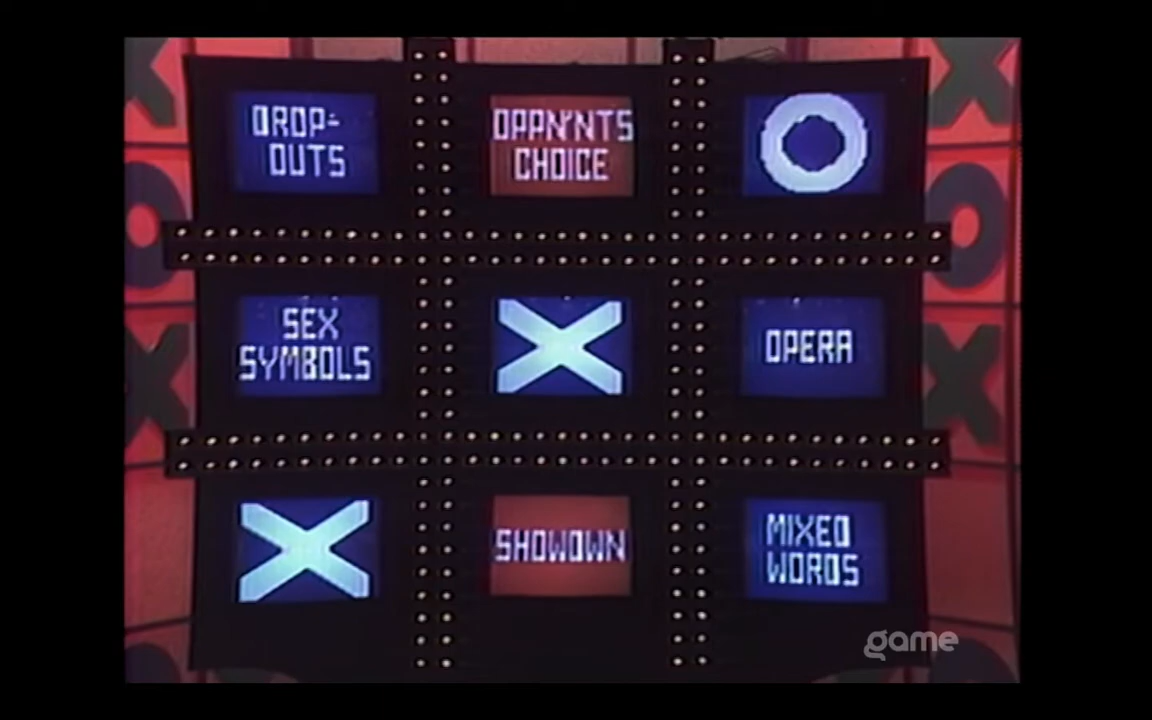 DROP-
OUTS
OPPN'NTS
CHOICE
O
SEX
SYMBOLS
X
OPERA
X
SHOWDWN
MIXED
WORDS
game